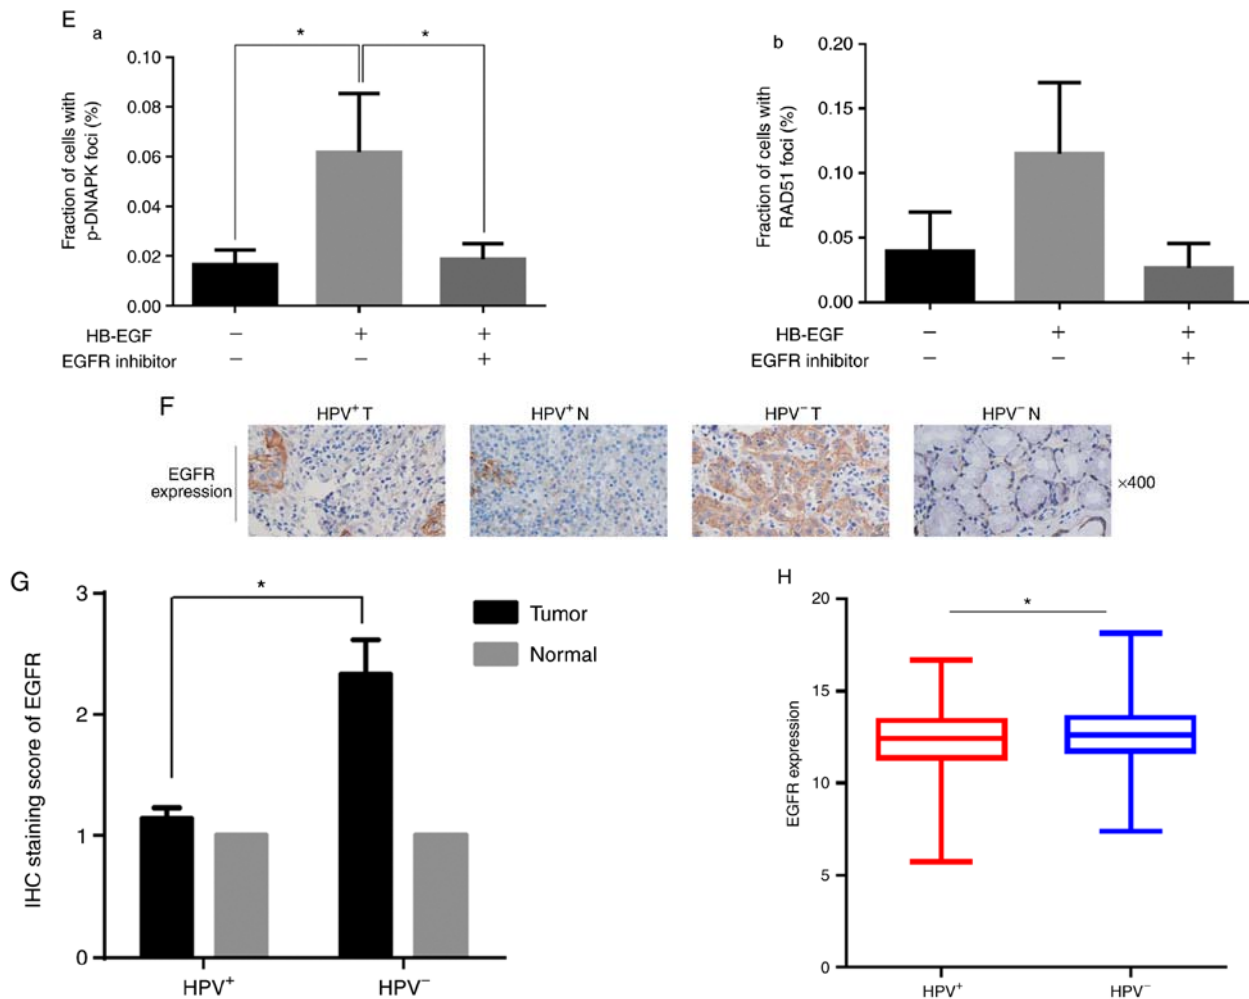 E
a
*
*
0.10
0.08
0.06
0.04
0.02
0.00
Fraction of cells with
p-DNAPK foci (%)
HB-EGF − + +
EGFR inhibitor − − +
b
0.20
0.15
0.10
0.05
0.00
Fraction of cells with
RAD51 foci (%)
HB-EGF − + +
EGFR inhibitor − − +
F
HPV⁺ T HPV⁺ N HPV⁻ T HPV⁻ N
EGFR
expression
×400
G
*
3
2
1
0
IHC staining score of EGFR
Tumor
Normal
HPV⁺ HPV⁻
H
*
20
15
10
5
0
EGFR expression
HPV⁺ HPV⁻